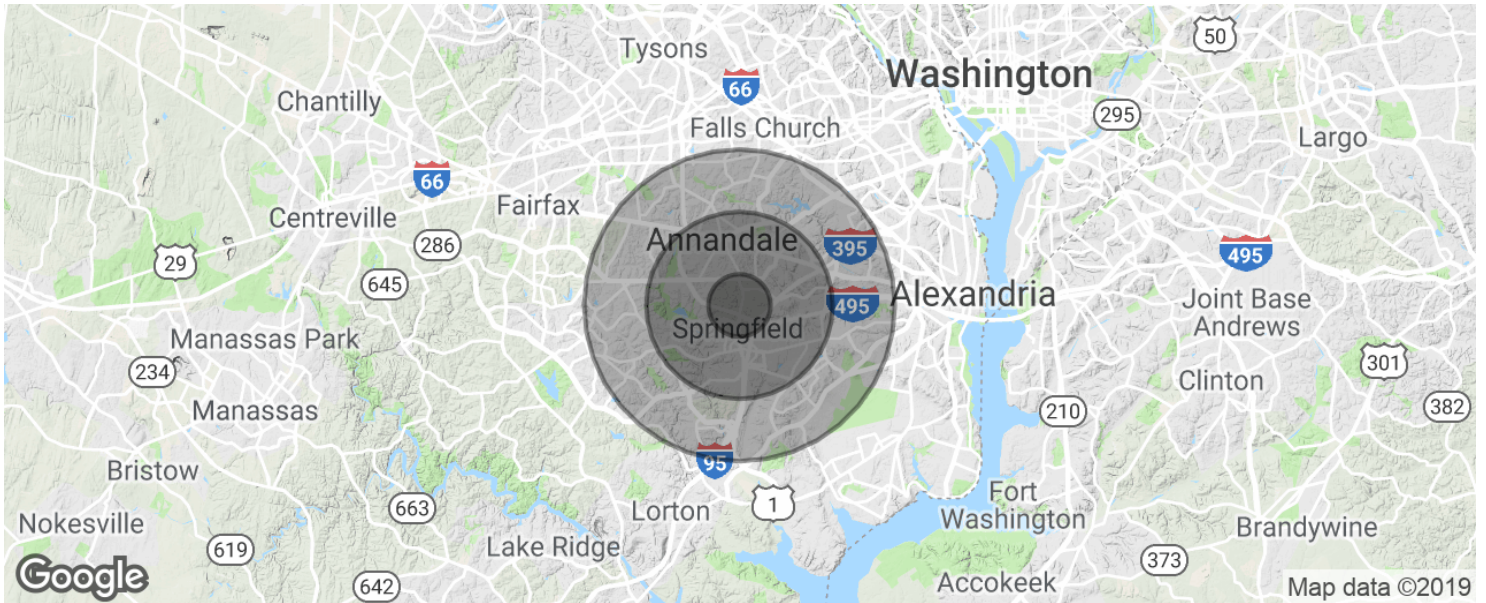 Tysons
50
Washington
66
Chantilly
295
Falls Church
Largo
66
Fairfax
Centreville
Annandale
395
286
29
495
645
495
Alexandria
Joint Base
Andrews
Springfield
Manassas Park
301
234
Clinton
Manassas
210
382
95
Bristow
Fort
Washington
663
1
Lorton
Nokesville
Brandywine
619
Lake Ridge
373
Google
642
Accokeek
Map data ©2019